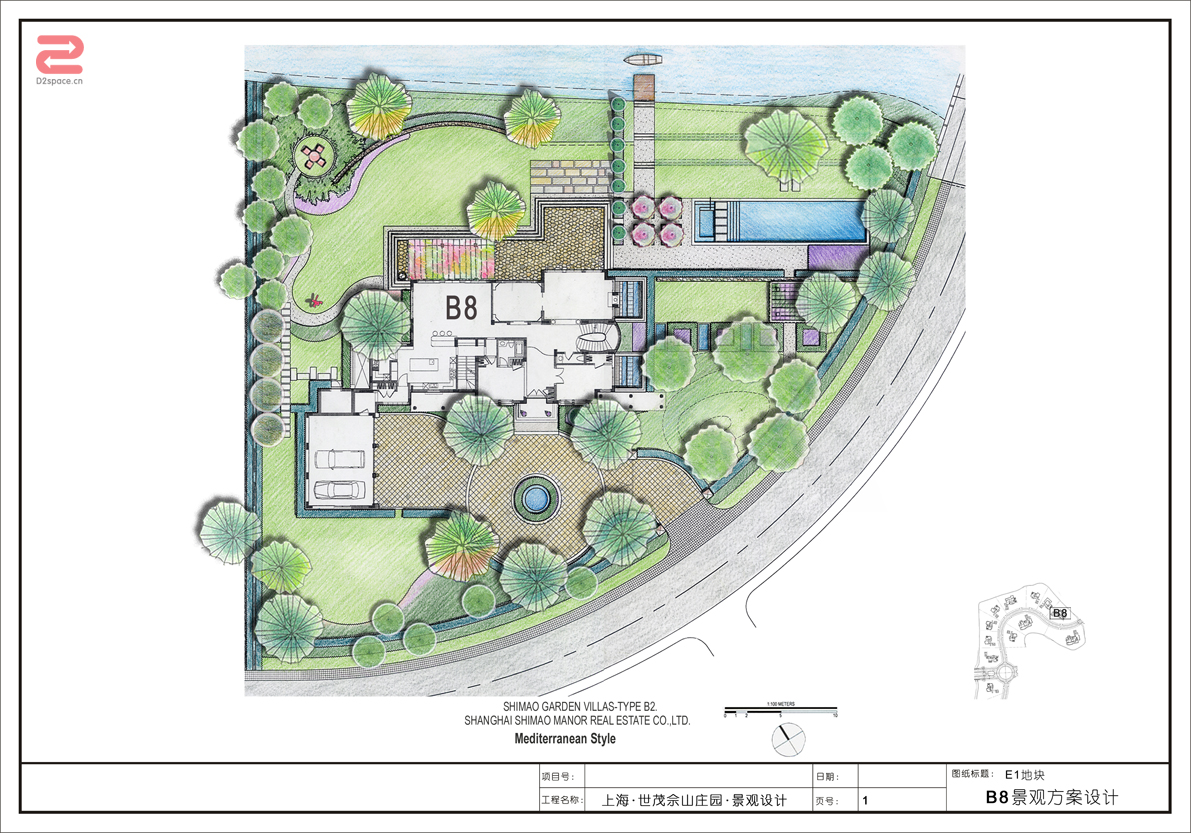 D2space.cn
B8
B8
SHIMAO GARDEN VILLAS-TYPE B2.
SHANGHAI SHIMAO MANOR REAL ESTATE CO.,LTD.
Mediterranean Style
1:100 METERS
0 1 2 5 10
项目号:
日期:
图纸标题: E1地块
工程名称: 上海·世茂佘山庄园·景观设计
页号: 1
B8景观方案设计